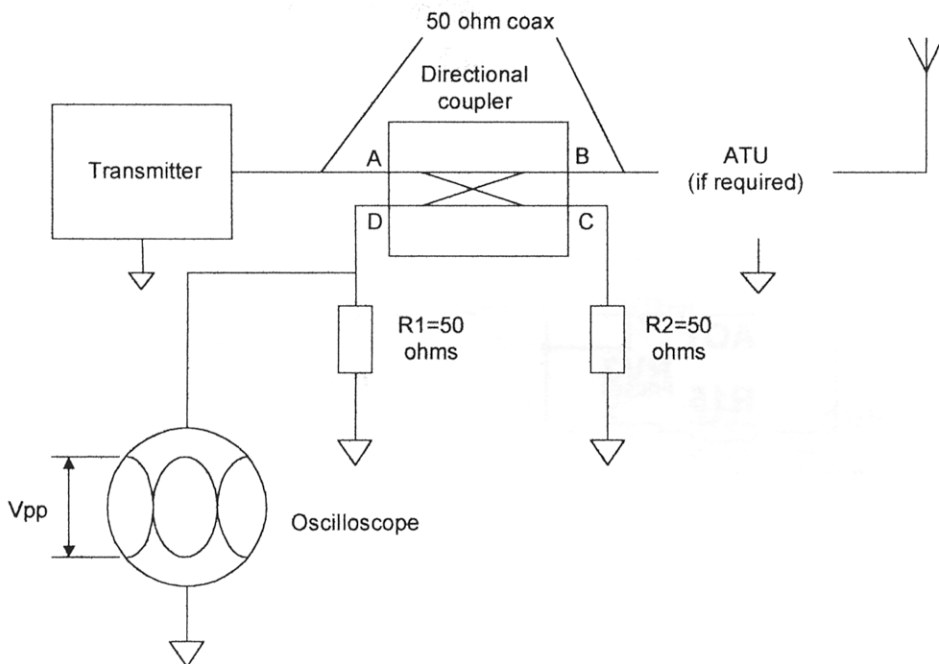 50 ohm coax
Directional
coupler
Transmitter
A
B
ATU
(if required)
D
C
R1=50
ohms
R2=50
ohms
Vpp
Oscilloscope